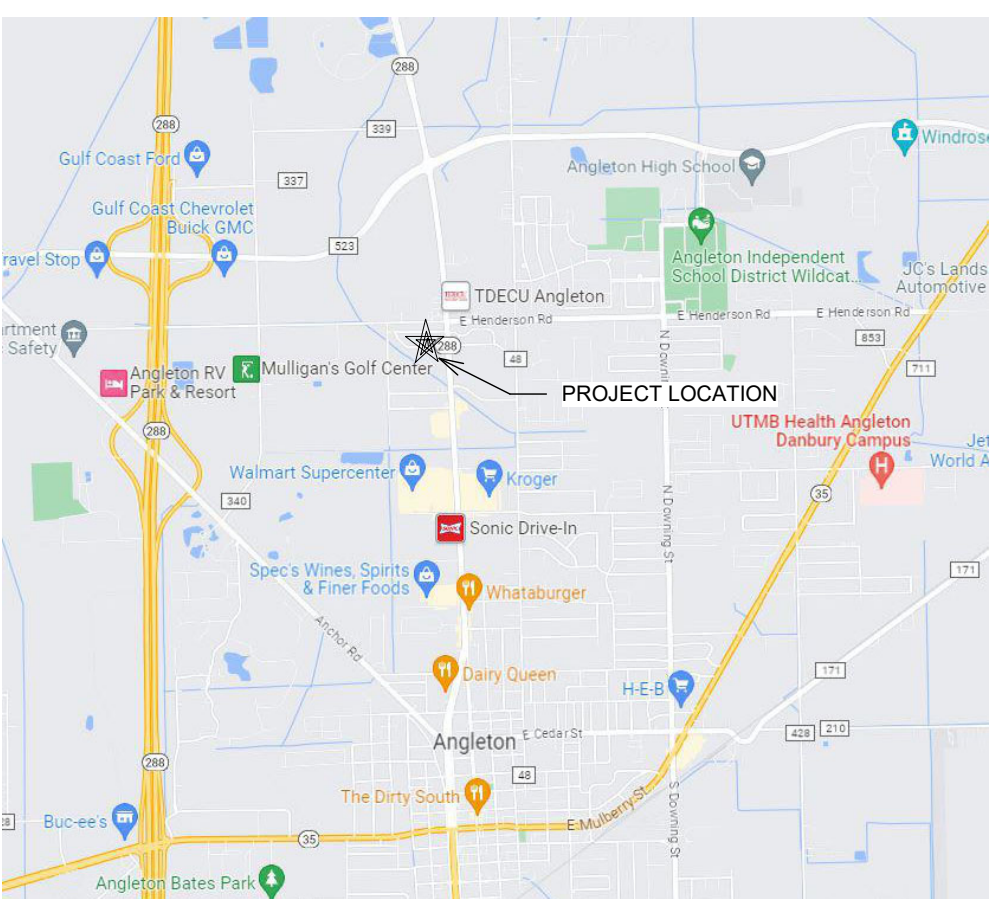 288
339
288
Gulf Coast Ford
337
Angleton High School
Windrose
Gulf Coast Chevrolet
Buick GMC
523
ravel Stop
Angleton Independent
School District Wildcat...
JC's Lands
Automotive
TDECU Angleton
E Henderson Rd
E Henderson Rd
E Henderson Rd
artment
Safety
288
48
853
711
Mulligan's Golf Center
Angleton RV
Park & Resort
PROJECT LOCATION
N Downing
UTMB Health Angleton
Danbury Campus
288
Jet
World A
Walmart Supercenter
Kroger
340
35
N Downing St
Sonic Drive-In
Spec's Wines, Spirits
& Finer Foods
Whataburger
171
Anchor Rd
Dairy Queen
171
H-E-B
Angleton
E Cedar St
428
210
288
48
The Dirty South
S Downing St
Buc-ee's
28
35
E Mulberry St
Angleton Bates Park